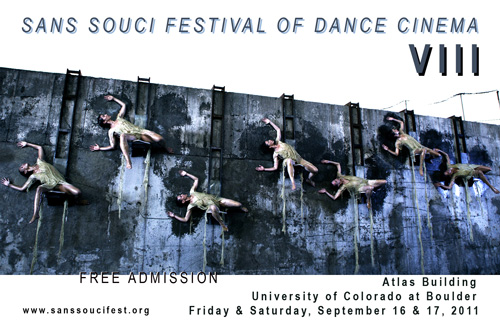 SANS SOUCI FESTIVAL OF DANCE CINEMA
VIII
FREE ADMISSION
Atlas Building
University of Colorado at Boulder
www.sanssoucifest.org
Friday & Saturday, September 16 & 17, 2011